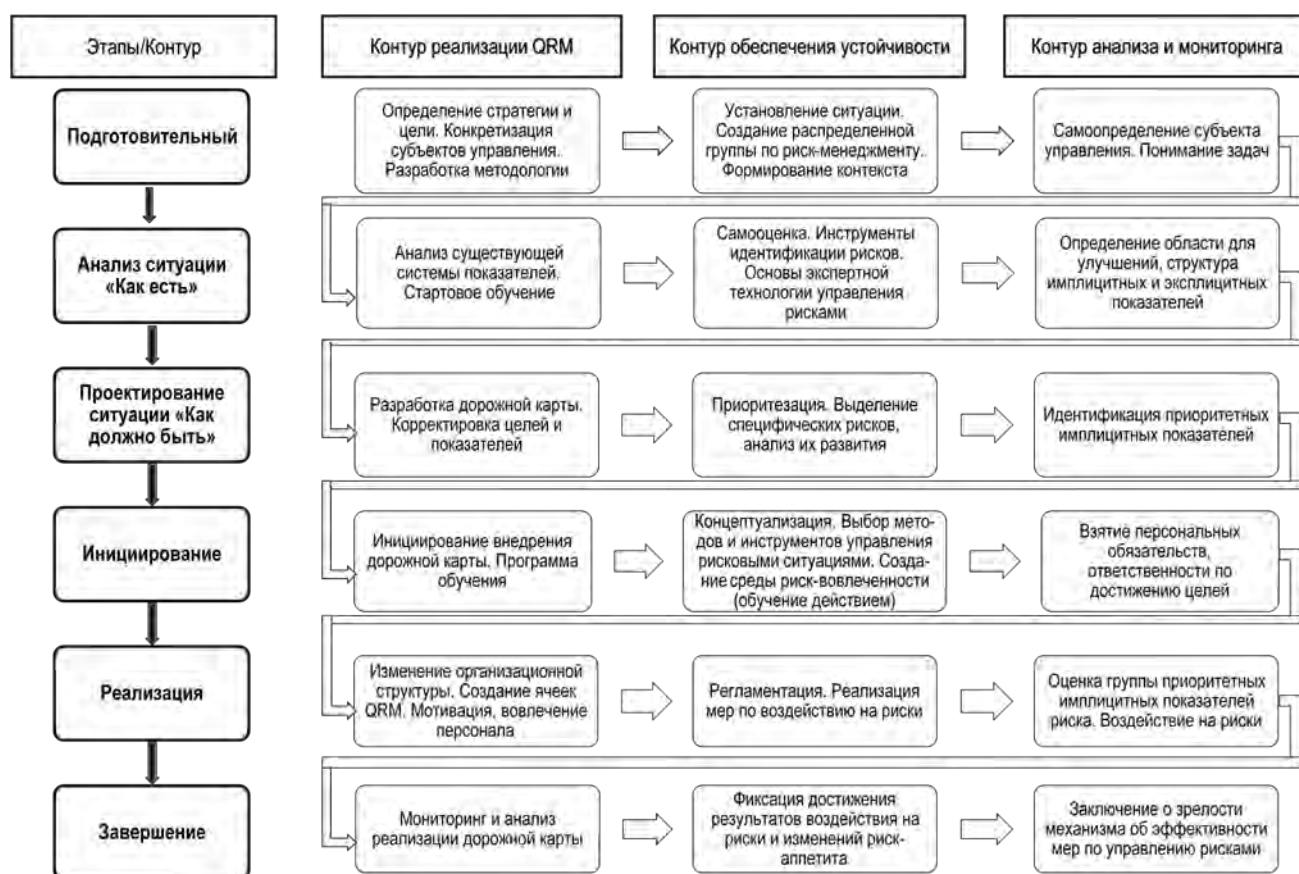 Этапы/Контур
Контур реализации QRM
Контур обеспечения устойчивости
Контур анализа и мониторинга
Подготовительный
Определение стратегии и
цели. Конкретизация
субъектов управления.
Разработка методологии
Установление ситуации.
Создание распределенной
группы по риск-менеджменту.
Формирование контекста
Самоопределение субъекта
управления. Понимание задач
Анализ ситуации
«Как есть»
Анализ существующей
системы показателей.
Стартовое обучение
Самооценка. Инструменты
идентификации рисков.
Основы экспертной
технологии управления
рисками
Определение области для
улучшений, структура
имплицитных и эксплицитных
показателей
Проектирование
ситуации «Как
должно быть»
Разработка дорожной карты.
Корректировка целей и
показателей
Приоритезация. Выделение
специфических рисков,
анализ их развития
Идентификация приоритетных
имплицитных показателей
Инициирование
Инициирование внедрения
дорожной карты. Программа
обучения
Концептуализация. Выбор мето-
дов и инструментов управления
рисковыми ситуациями. Созда-
ние среды риск-вовлеченности
(обучение действием)
Взятие персональных
обязательств,
ответственности по
достижению целей
Реализация
Изменение организационной
структуры. Создание ячеек
QRM. Мотивация, вовлечение
персонала
Регламентация. Реализация
мер по воздействию на риски
Оценка группы приоритетных
имплицитных показателей
риска. Воздействие на риски
Завершение
Мониторинг и анализ
реализации дорожной карты
Фиксация достижения
результатов воздействия на
риски и изменений риск-
аппетита
Заключение о зрелости
механизма об эффективности
мер по управлению рисками